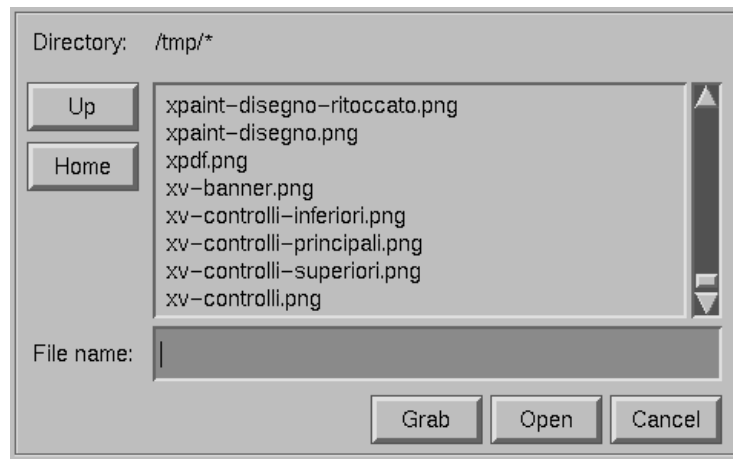 Directory: /tmp/*
Up
Home
xpaint-disegno-ritoccato.png
xpaint-disegno.png
xpdf.png
xv-banner.png
xv-controlli-inferiori.png
xv-controlli-principali.png
xv-controlli-superiori.png
xv-controlli.png
File name:
Grab Open Cancel